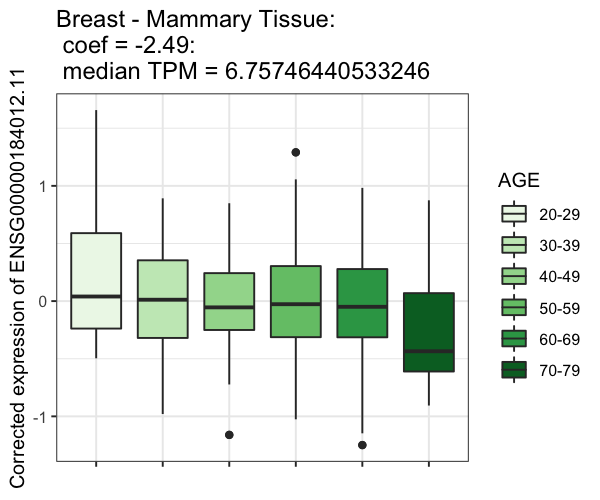 Breast - Mammary Tissue:
coef = -2.49:
median TPM = 6.75746440533246
Corrected expression of ENSG00000184012.11
1
0
-1
AGE
20-29
30-39
40-49
50-59
60-69
70-79